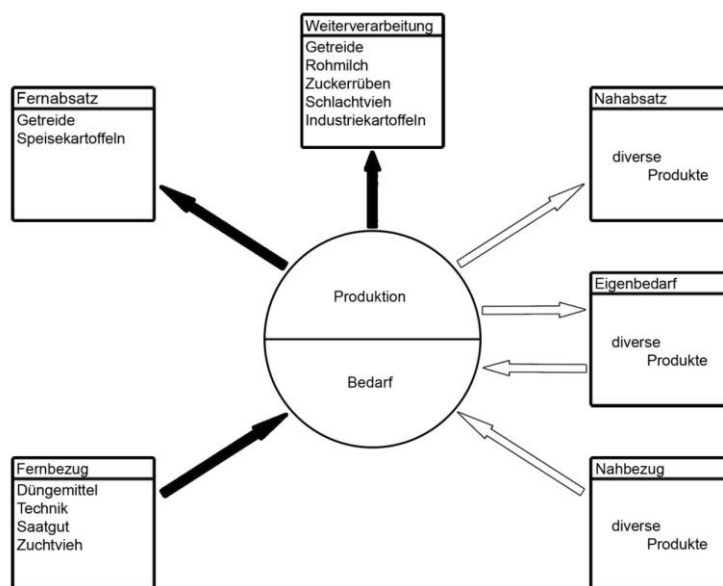 Weiterverarbeitung
Getreide
Rohmilch
Zuckerrüben
Schlachtvieh
Industriekartoffeln
Fernabsatz
Getreide
Speisekartoffeln
Nahabsatz
diverse
Produkte
Produktion
Bedarf
Eigenbedarf
diverse
Produkte
Fernbezug
Düngemittel
Technik
Saatgut
Zuchtvieh
Nahbezug
diverse
Produkte